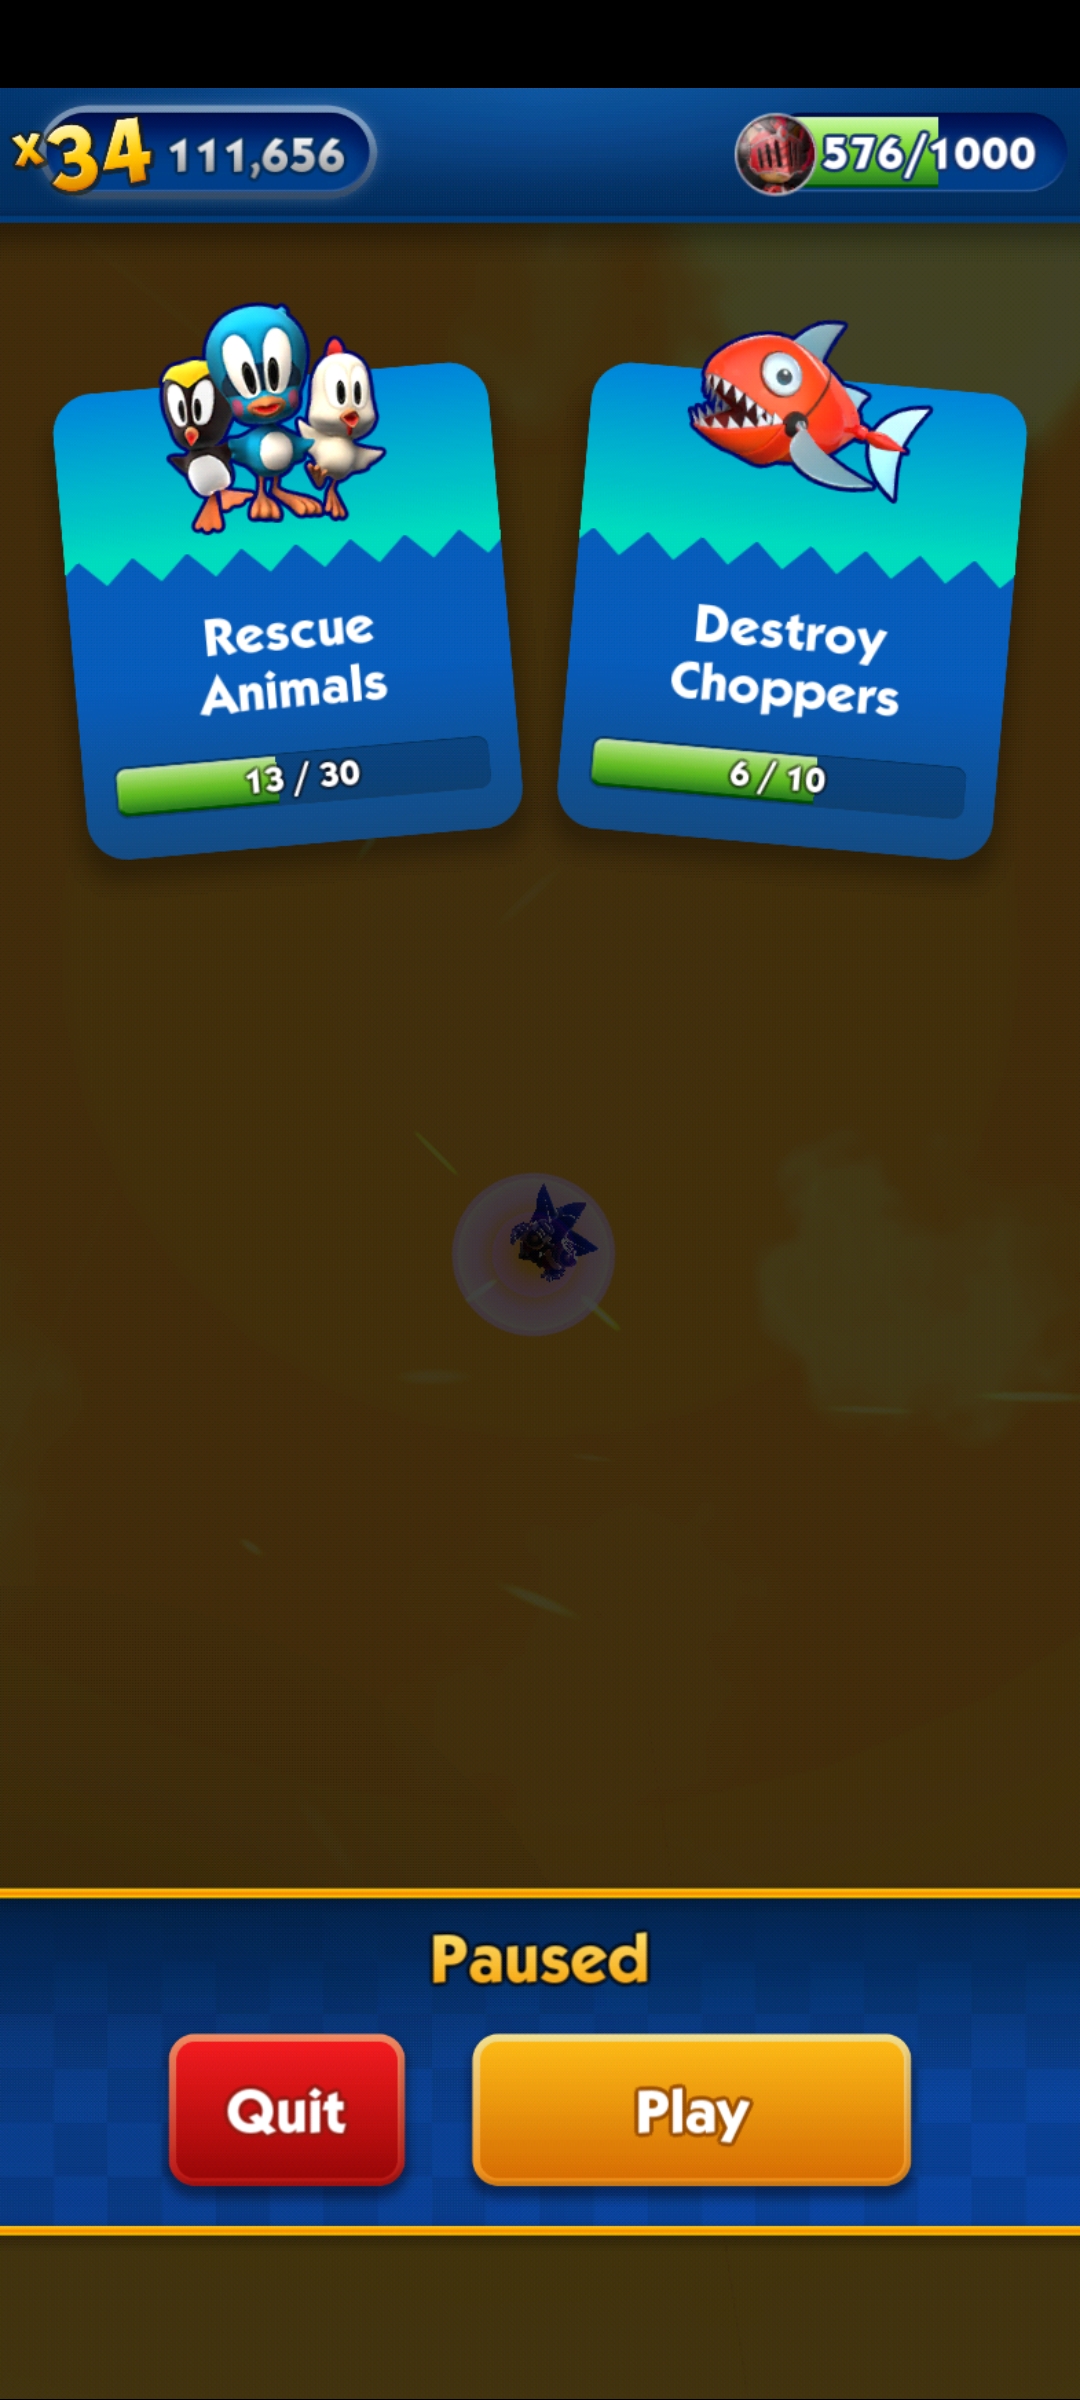 x34 111,656
576/1000
Rescue
Animals
13 / 30
Destroy
Choppers
6 / 10
Paused
Quit
Play